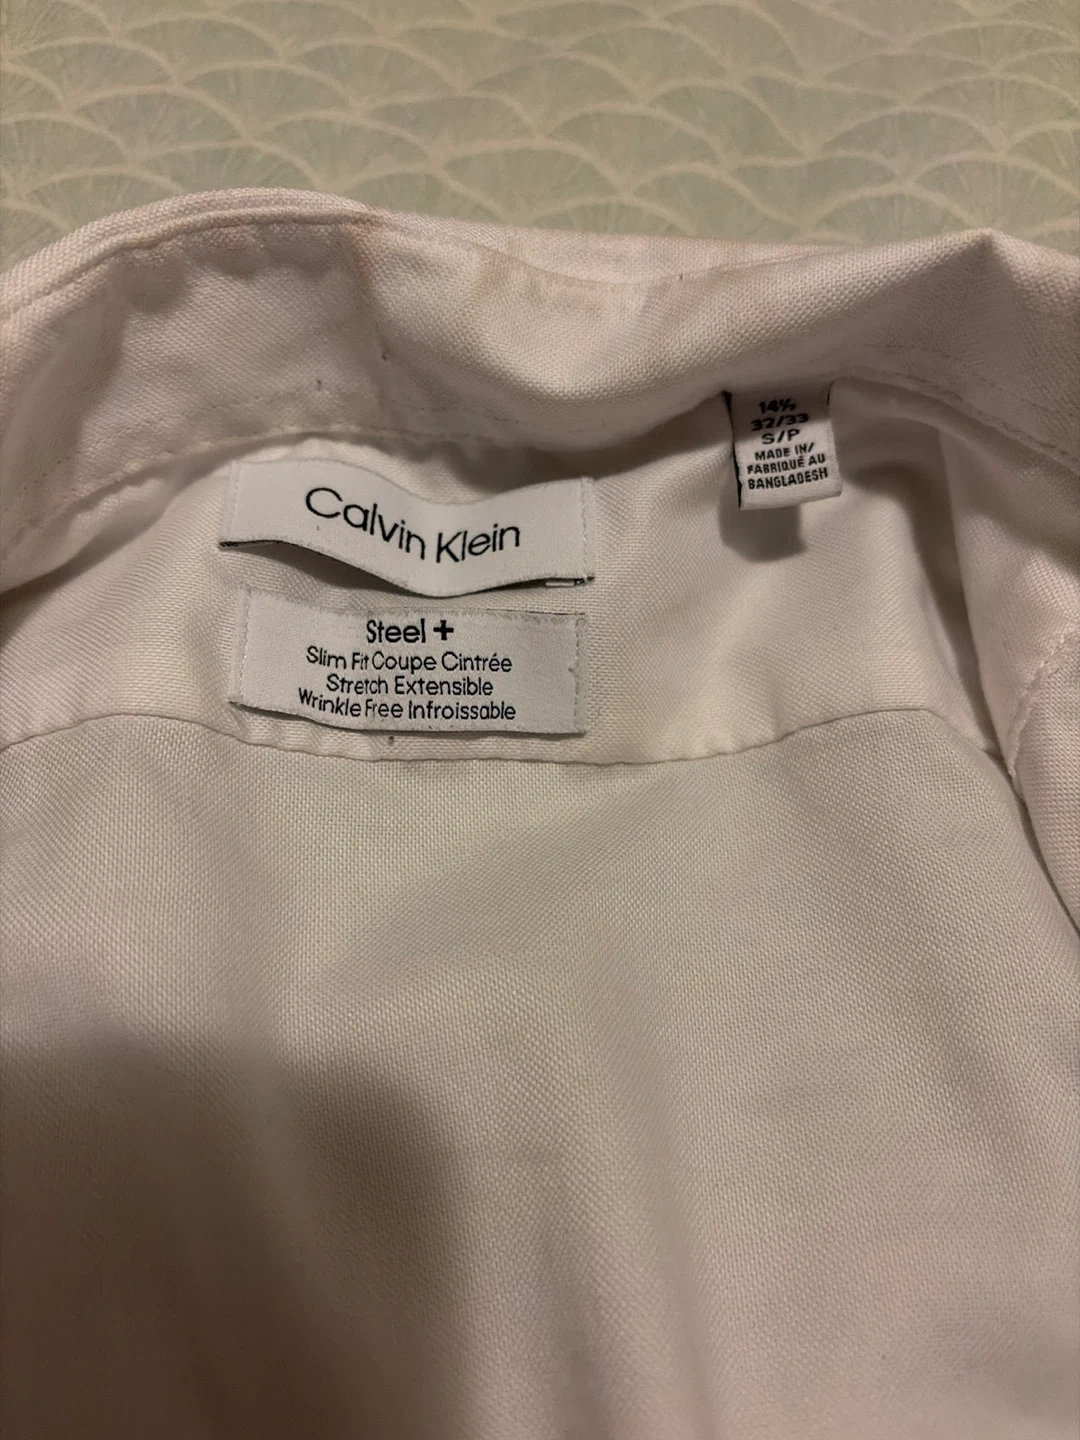 Calvin Klein
Steel +
Slim Fit Coupe Cintrée
Stretch Extensible
Wrinkle Free Infroissable
14½
32/33
S/P
MADE IN/
FABRIQUÉ AU
BANGLADESH